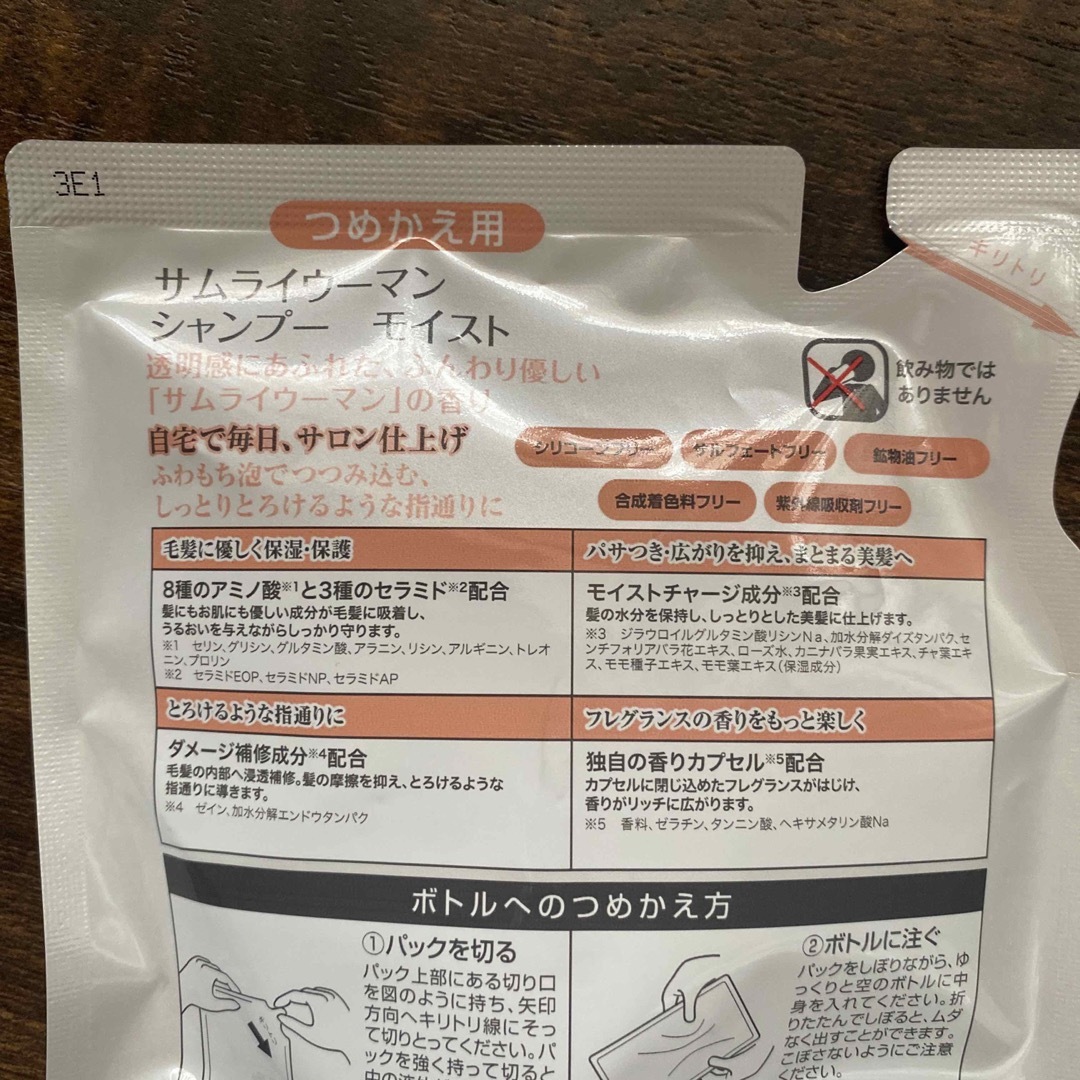 3E1
つめかえ用
キリトリ
サムライウーマン
シャンプー モイスト
透明感にあふれた、ふんわり優しい
「サムライウーマン」の香り
自宅で毎日、サロン仕上げ
ふわもち泡でつつみ込む、
しっとりとろけるような指通りに
飲み物では
ありません
シリコーンフリー サルフェートフリー 鉱物油フリー
合成着色料フリー 紫外線吸収剤フリー
毛髪に優しく保湿・保護
8種のアミノ酸※1と3種のセラミド※2配合
髪にもお肌にも優しい成分が毛髪に吸着し、
うるおいを与えながらしっかり守ります。
※1 セリン、グリシン、グルタミン酸、アラニン、リシン、アルギニン、トレオ
ニン、プロリン
※2 セラミドEOP、セラミドNP、セラミドAP
パサつき・広がりを抑え、まとまる美髪へ
モイストチャージ成分※3配合
髪の水分を保持し、しっとりとした美髪に仕上げます。
※3 ジラウロイルグルタミン酸リシンNa、加水分解ダイズタンパク、セ
ンチフォリアバラ花エキス、ローズ水、カニナバラ果実エキス、チャ葉エキ
ス、モモ種子エキス、モモ葉エキス(保湿成分)
とろけるような指通りに
ダメージ補修成分※4配合
毛髪の内部へ浸透補修。髪の摩擦を抑え、とろけるような
指通りに導きます。
※4 ゼイン、加水分解エンドウタンパク
フレグランスの香りをもっと楽しく
独自の香りカプセル※5配合
カプセルに閉じ込めたフレグランスがはじけ、
香りがリッチに広がります。
※5 香料、ゼラチン、タンニン酸、ヘキサメタリン酸Na
ボトルへのつめかえ方
①パックを切る
パック上部にある切り口
を図のように持ち、矢印
方向へキリトリ線にそっ
て切りとってください。パ
ックを強く持って切ると
②ボトルに注ぐ
パックをしぼりながら、ゆ
っくりと空のボトルに中
身を入れてください。折
りたたんでしぼると、ムダ
なく出すことができます。
こぼさないようにご注意
ください。